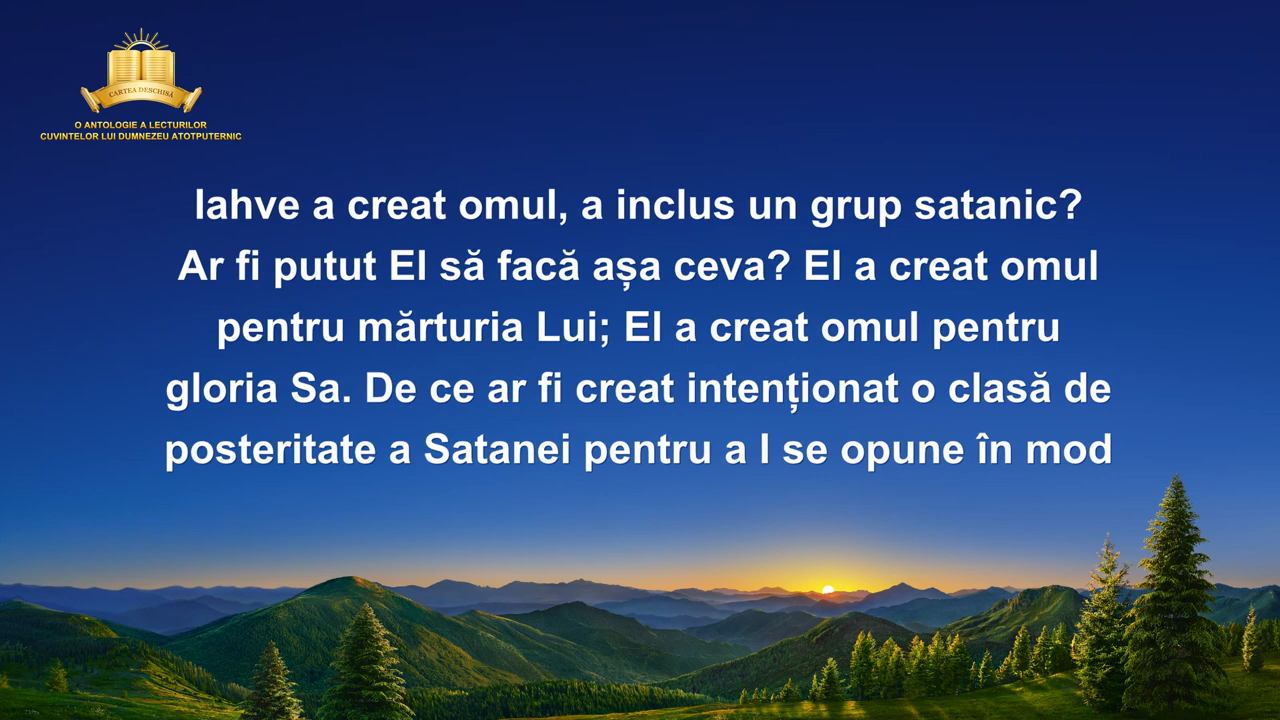 CARTEA DESCHISĂ
O ANTOLOGIE A LECTURILOR
CUVINTELOR LUI DUMNEZEU ATOTPUTERNIC
Iahve a creat omul, a inclus un grup satanic?
Ar fi putut El să facă așa ceva? El a creat omul
pentru mărturia Lui; El a creat omul pentru
gloria Sa. De ce ar fi creat intenționat o clasă de
posteritate a Satanei pentru a I se opune în mod